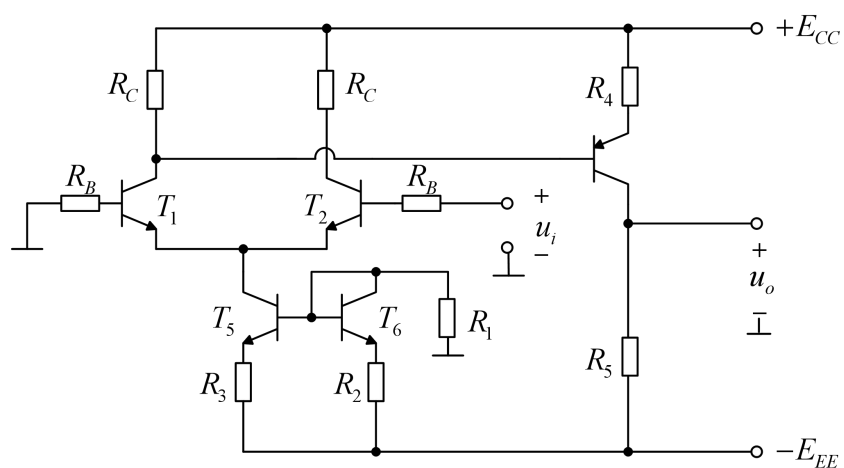 +E_CC
R_C
R_C
R_4
R_B
T_1
T_2
R_B
+
u_i
−
+
u_o
−
T_5
T_6
R_1
R_3
R_2
R_5
−E_EE